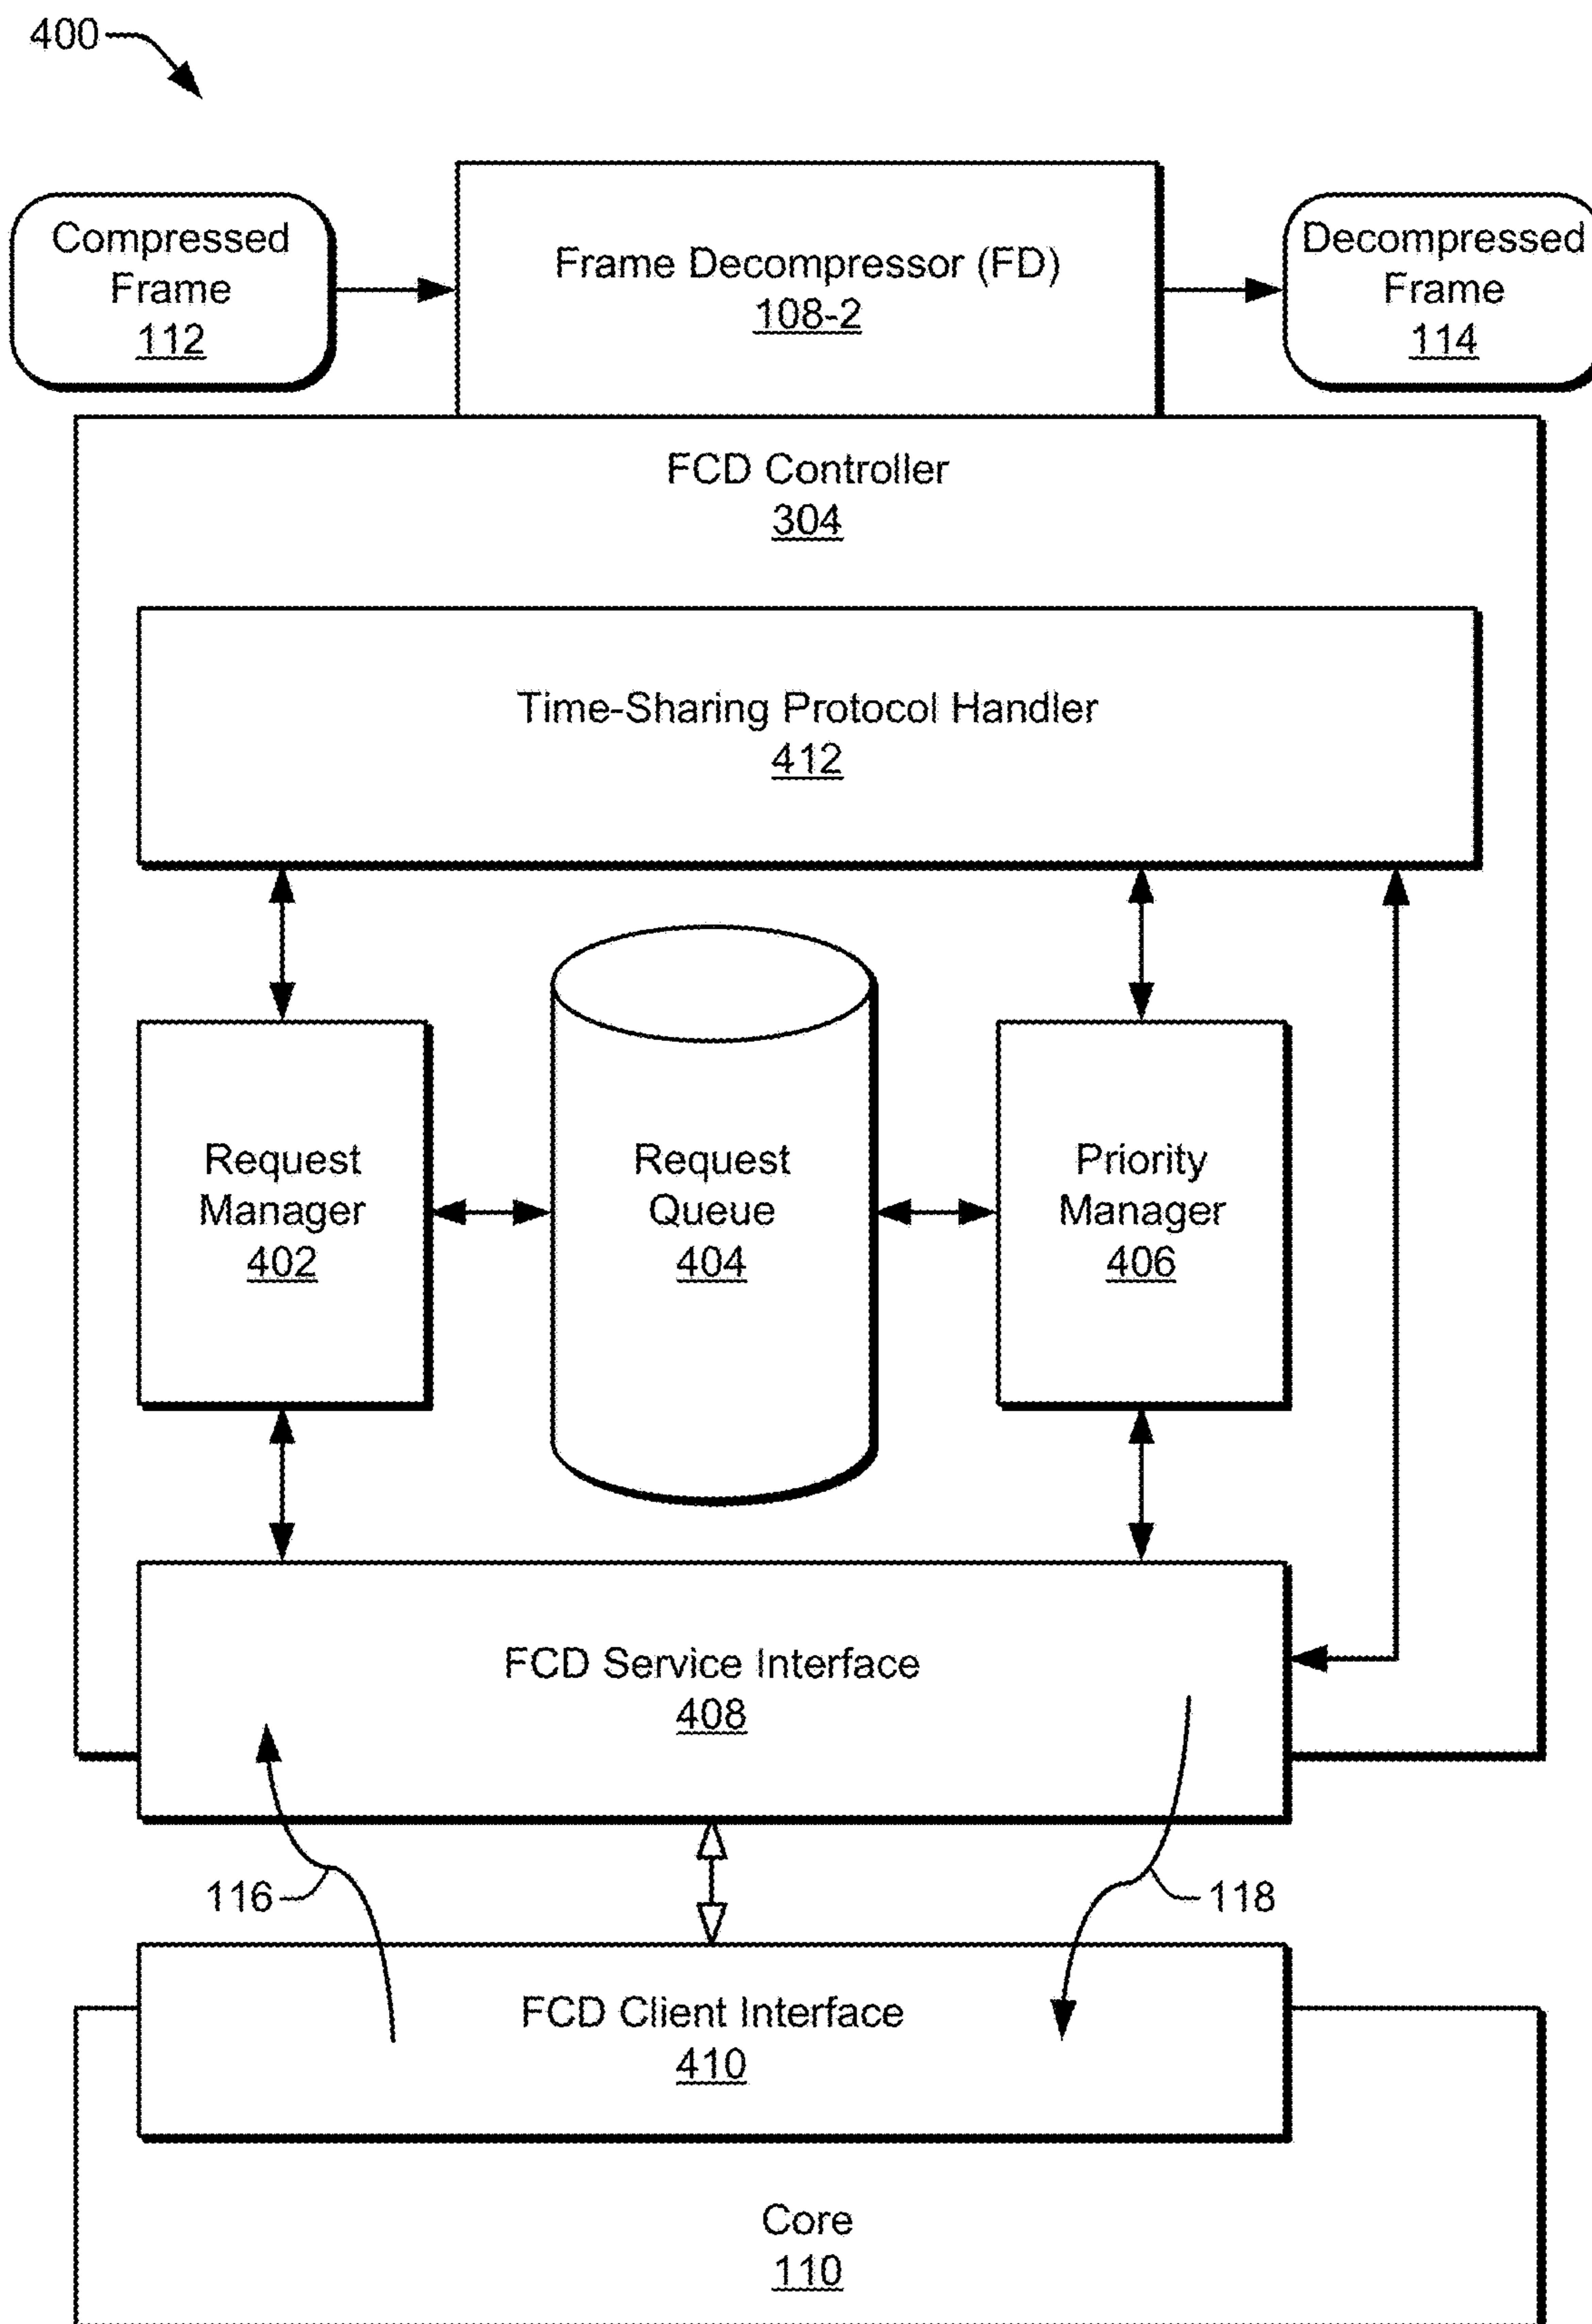 400
Compressed
Frame
112
Frame Decompressor (FD)
108-2
Decompressed
Frame
114
FCD Controller
304
Time-Sharing Protocol Handler
412
Request
Manager
402
Request
Queue
404
Priority
Manager
406
FCD Service Interface
408
116
118
FCD Client Interface
410
Core
110